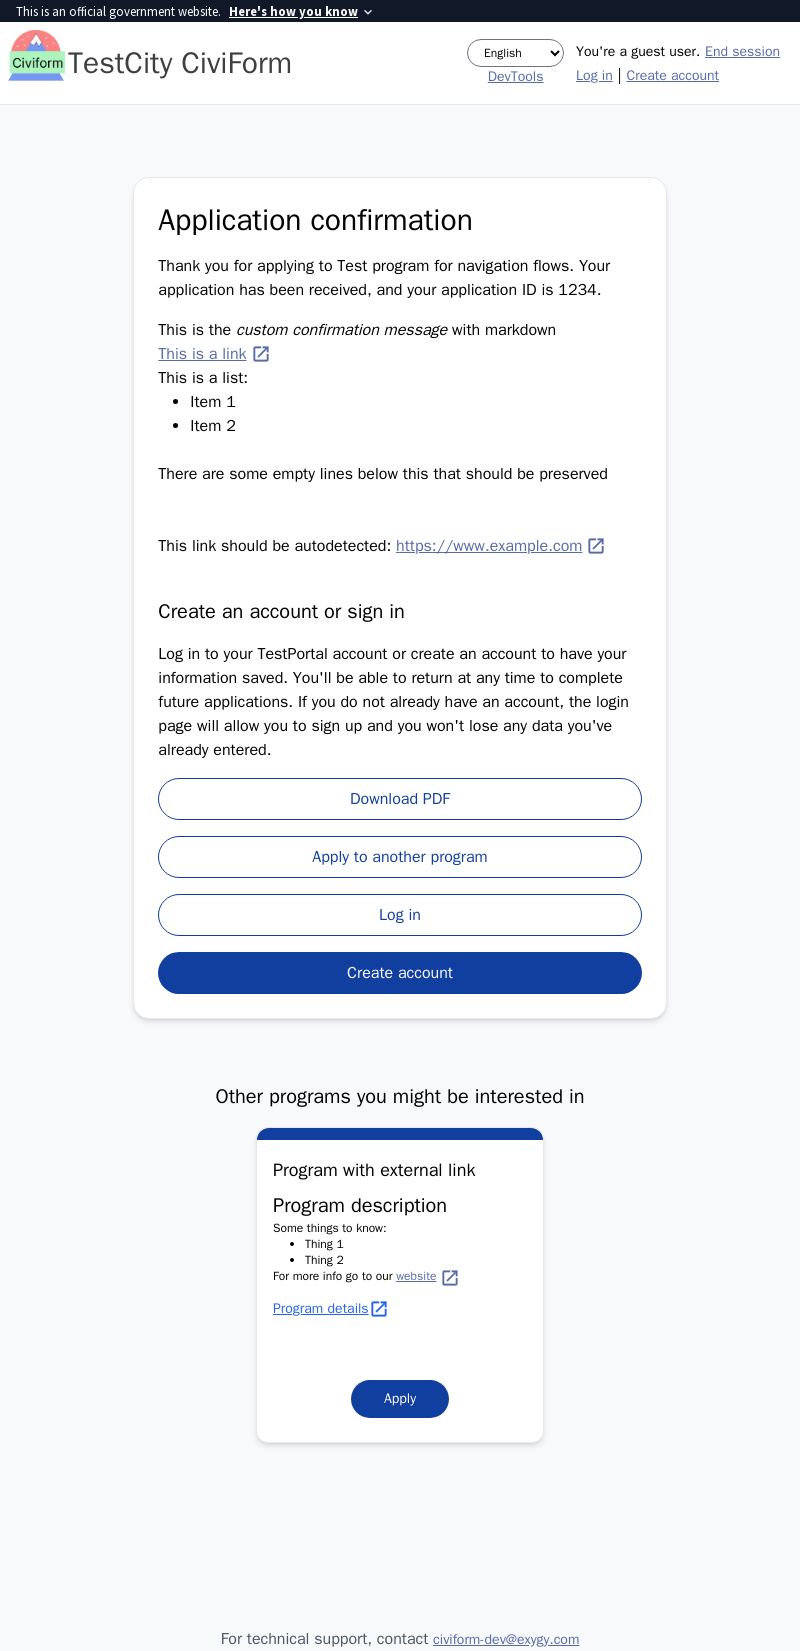 This is an official government website. Here's how you know
Civiform
TestCity CiviForm
English
DevTools
You're a guest user. End session
Log in | Create account
Application confirmation
Thank you for applying to Test program for navigation flows. Your
application has been received, and your application ID is 1234.
This is the custom confirmation message with markdown
This is a link
This is a list:
• Item 1
• Item 2
There are some empty lines below this that should be preserved
This link should be autodetected: https://www.example.com
Create an account or sign in
Log in to your TestPortal account or create an account to have your
information saved. You'll be able to return at any time to complete
future applications. If you do not already have an account, the login
page will allow you to sign up and you won't lose any data you've
already entered.
Download PDF
Apply to another program
Log in
Create account
Other programs you might be interested in
Program with external link
Program description
Some things to know:
• Thing 1
• Thing 2
For more info go to our website
Program details
Apply
For technical support, contact civiform-dev@exygy.com